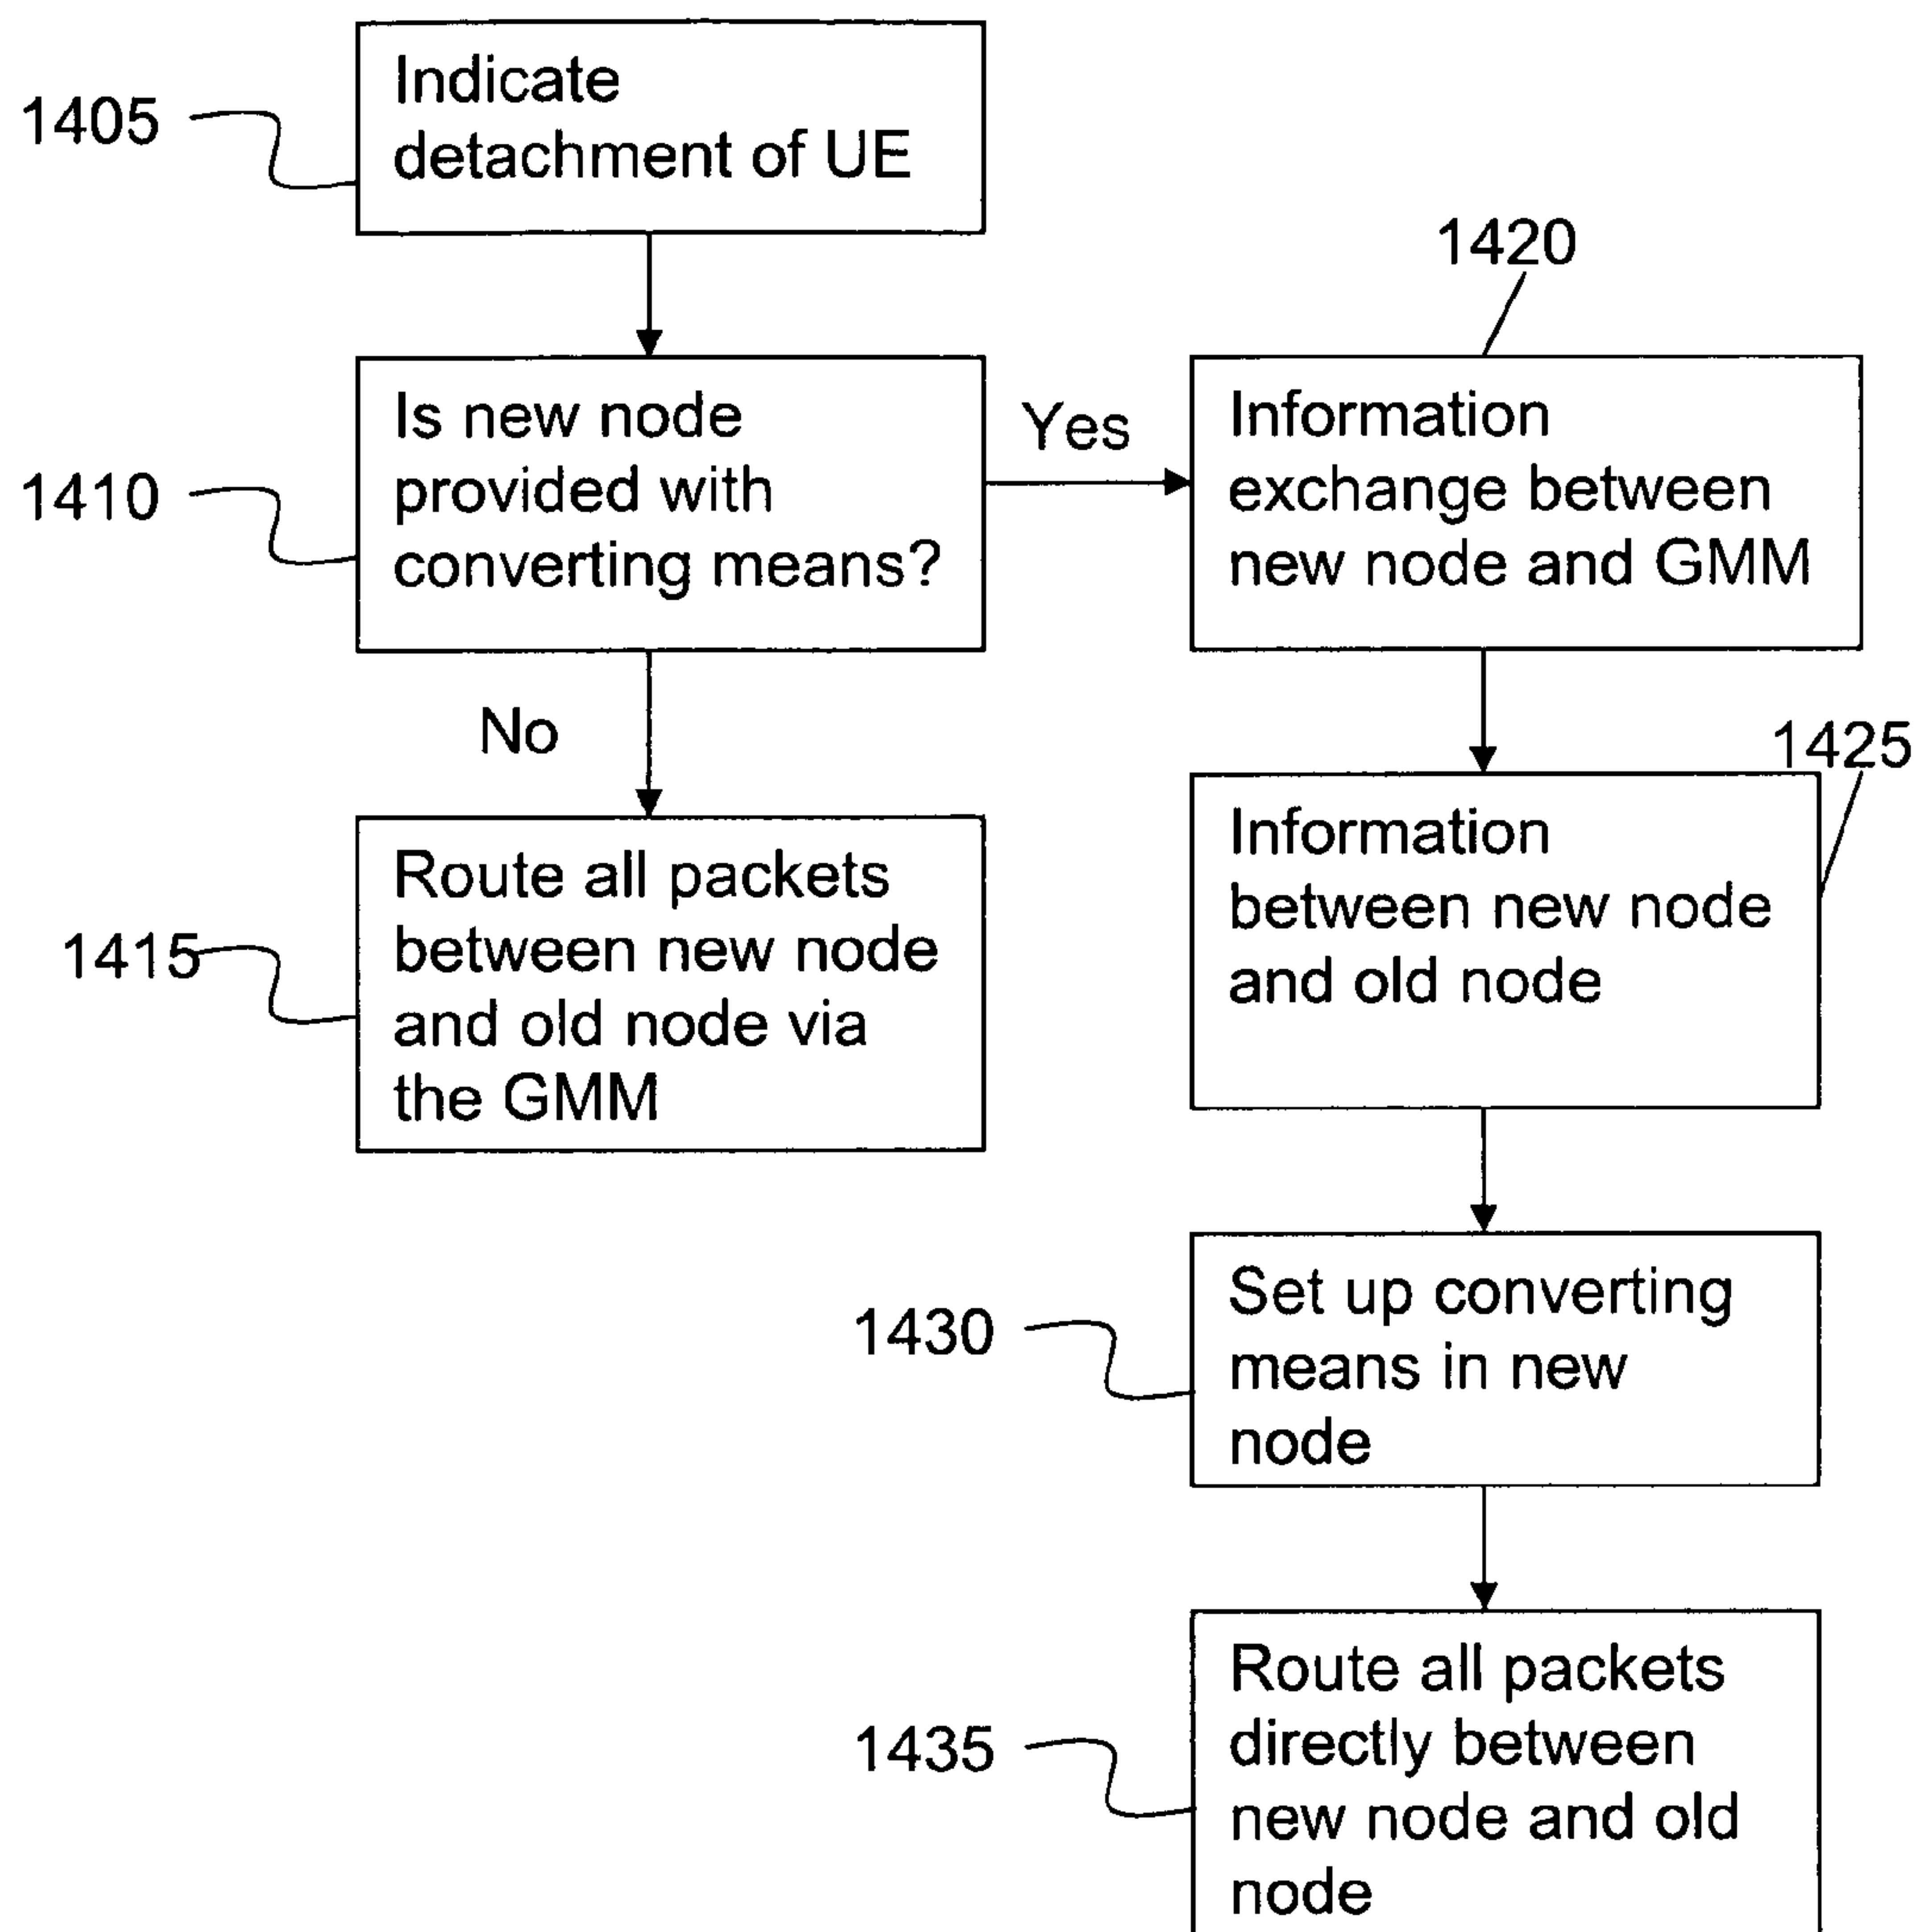 1405
Indicate
detachment of UE
1410
Is new node
provided with
converting means?
Yes
1420
Information
exchange between
new node and GMM
No
1415
Route all packets
between new node
and old node via
the GMM
1425
Information
between new node
and old node
1430
Set up converting
means in new
node
1435
Route all packets
directly between
new node and old
node